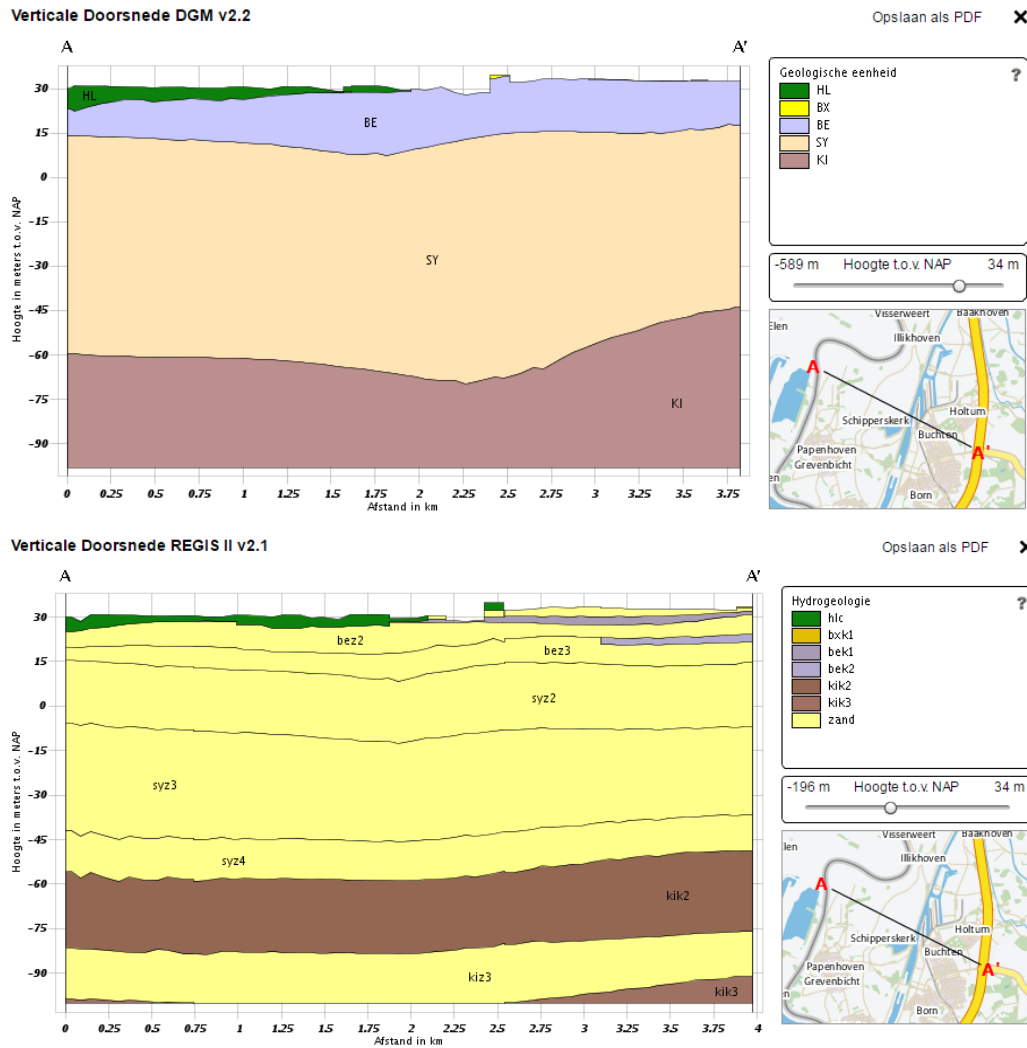 Verticale Doorsnede DGM v2.2
Opslaan als PDF
A
A'
30
15
0
-15
-30
-45
-60
-75
-90
Hoogte in meters t.o.v. NAP
HL
BE
SY
KI
0 0.25 0.5 0.75 1 1.25 1.5 1.75 2 2.25 2.5 2.75 3 3.25 3.5 3.75
Afstand in km
Geologische eenheid
?
HL
BX
BE
SY
KI
-589 m Hoogte t.o.v. NAP 34 m
Elen
Visserweert
Baakhoven
Illikhoven
A
Schipperskerk
Holtum
Buchten
A'
Papenhoven
Grevenbicht
en
Born
Verticale Doorsnede REGIS II v2.1
Opslaan als PDF
A
A'
30
15
0
-15
-30
-45
-60
-75
-90
Hoogte in meters t.o.v. NAP
bez2
bez3
syz2
syz3
syz4
kik2
kiz3
kik3
0 0.25 0.5 0.75 1 1.25 1.5 1.75 2 2.25 2.5 2.75 3 3.25 3.5 3.75 4
Afstand in km
Hydrogeologie
?
hlc
bxk1
bek1
bek2
kik2
kik3
zand
-196 m Hoogte t.o.v. NAP 34 m
len
Visserweert
Baakhoven
Illikhoven
A
Schipperskerk
Holtum
Buchten
A'
Papenhoven
Grevenbicht
en
Born